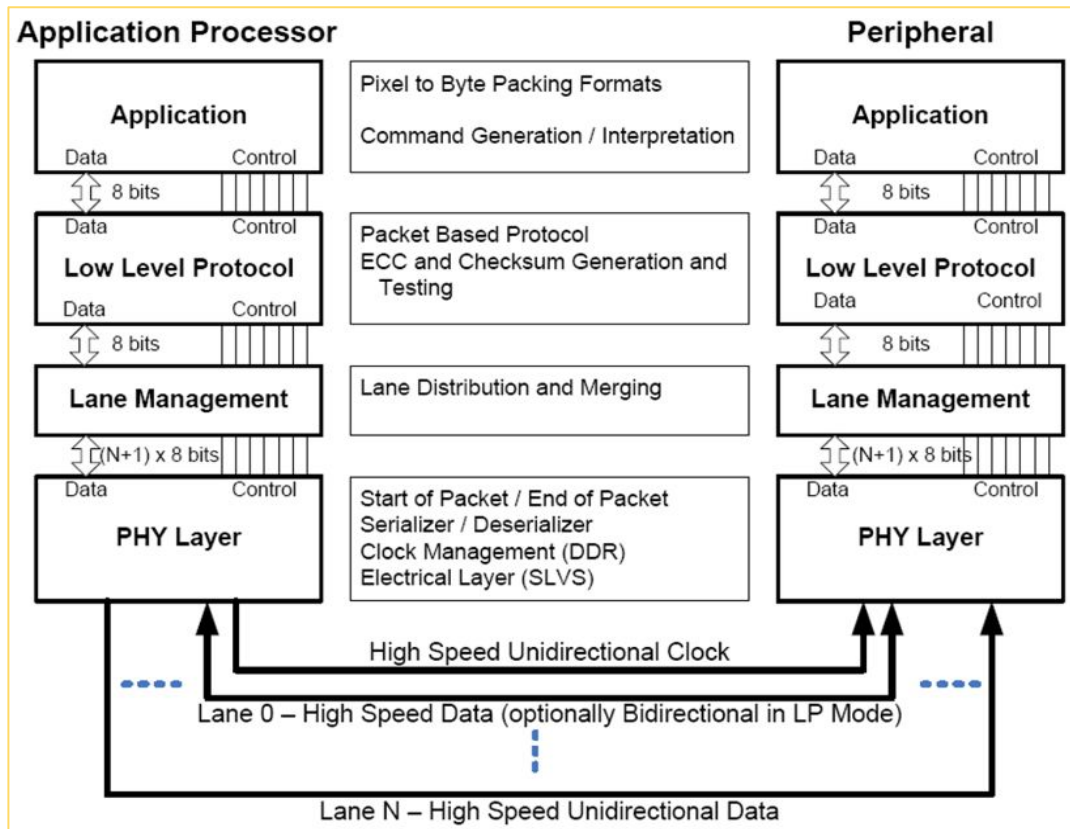 Application Processor
Peripheral
Application
Data
Control
8 bits
Data
Control
Low Level Protocol
Data
Control
8 bits
Lane Management
(N+1) x 8 bits
Data
Control
PHY Layer
Pixel to Byte Packing Formats
Command Generation / Interpretation
Packet Based Protocol
ECC and Checksum Generation and
Testing
Lane Distribution and Merging
Start of Packet / End of Packet
Serializer / Deserializer
Clock Management (DDR)
Electrical Layer (SLVS)
Application
Data
Control
8 bits
Data
Control
Low Level Protocol
Data
Control
8 bits
Lane Management
(N+1) x 8 bits
Data
Control
PHY Layer
High Speed Unidirectional Clock
Lane 0 – High Speed Data (optionally Bidirectional in LP Mode)
Lane N – High Speed Unidirectional Data